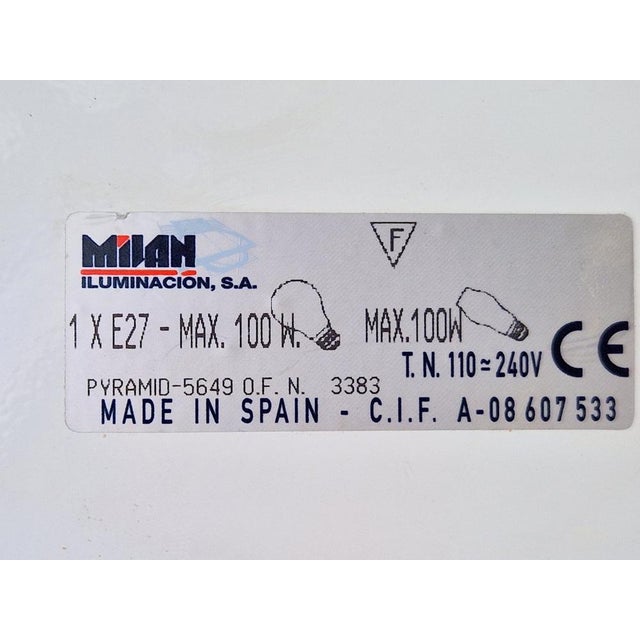 MiLAN
ILUMINACIÓN, S.A.
F
1 X E27 - MAX. 100 W.
MAX.100W
T. N. 110≃240V
CE
PYRAMID-5649 O.F. N. 3383
MADE IN SPAIN - C.I.F. A-08 607 533